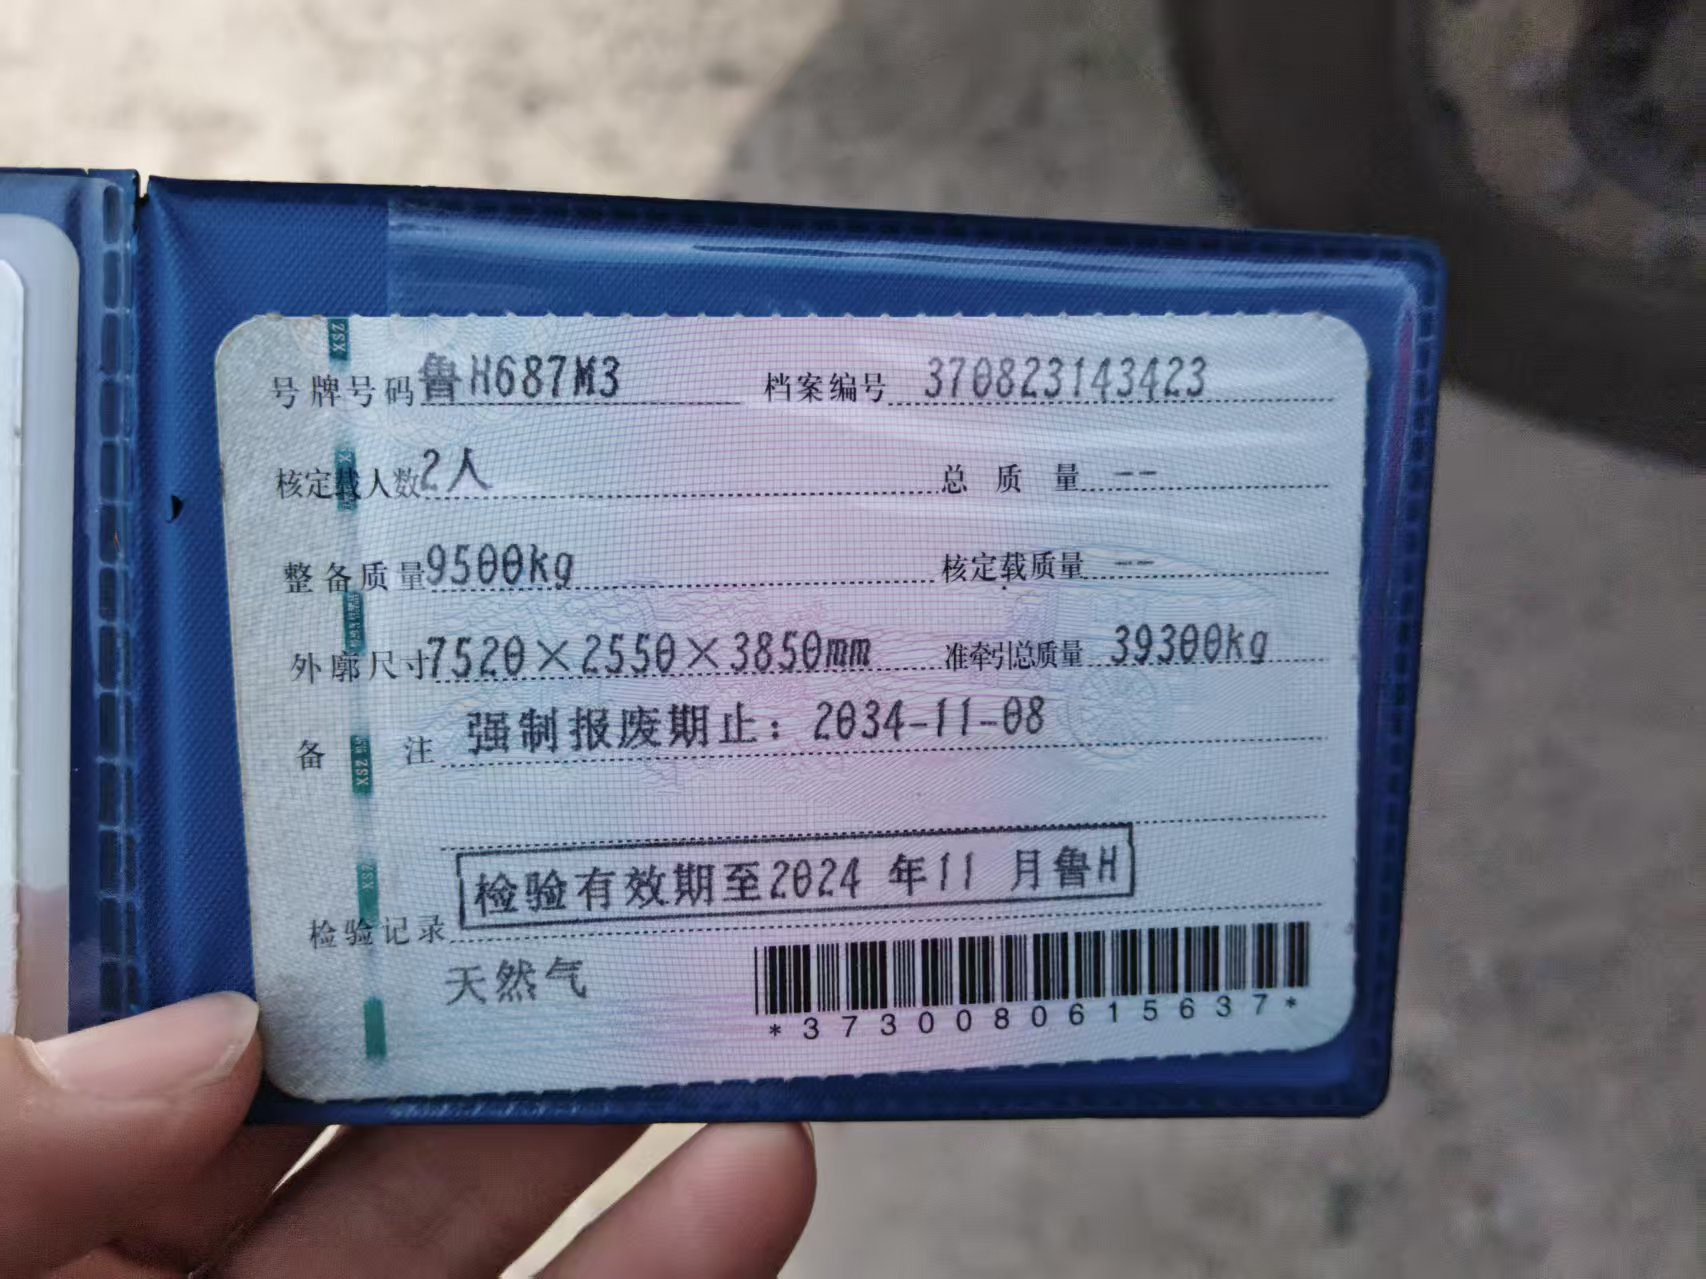 号牌号码 鲁H687M3 档案编号 370823143423
核定载人数 2人 总质量 --
整备质量 9500kg 核定载质量 --
外廓尺寸 7520×2550×3850mm 准牵引总质量 39300kg
备注 强制报废期止：2034-11-08
检验记录 检验有效期至2024 年11 月鲁H
天然气
*3730080615637*
XSZ
XSZ
XSZ